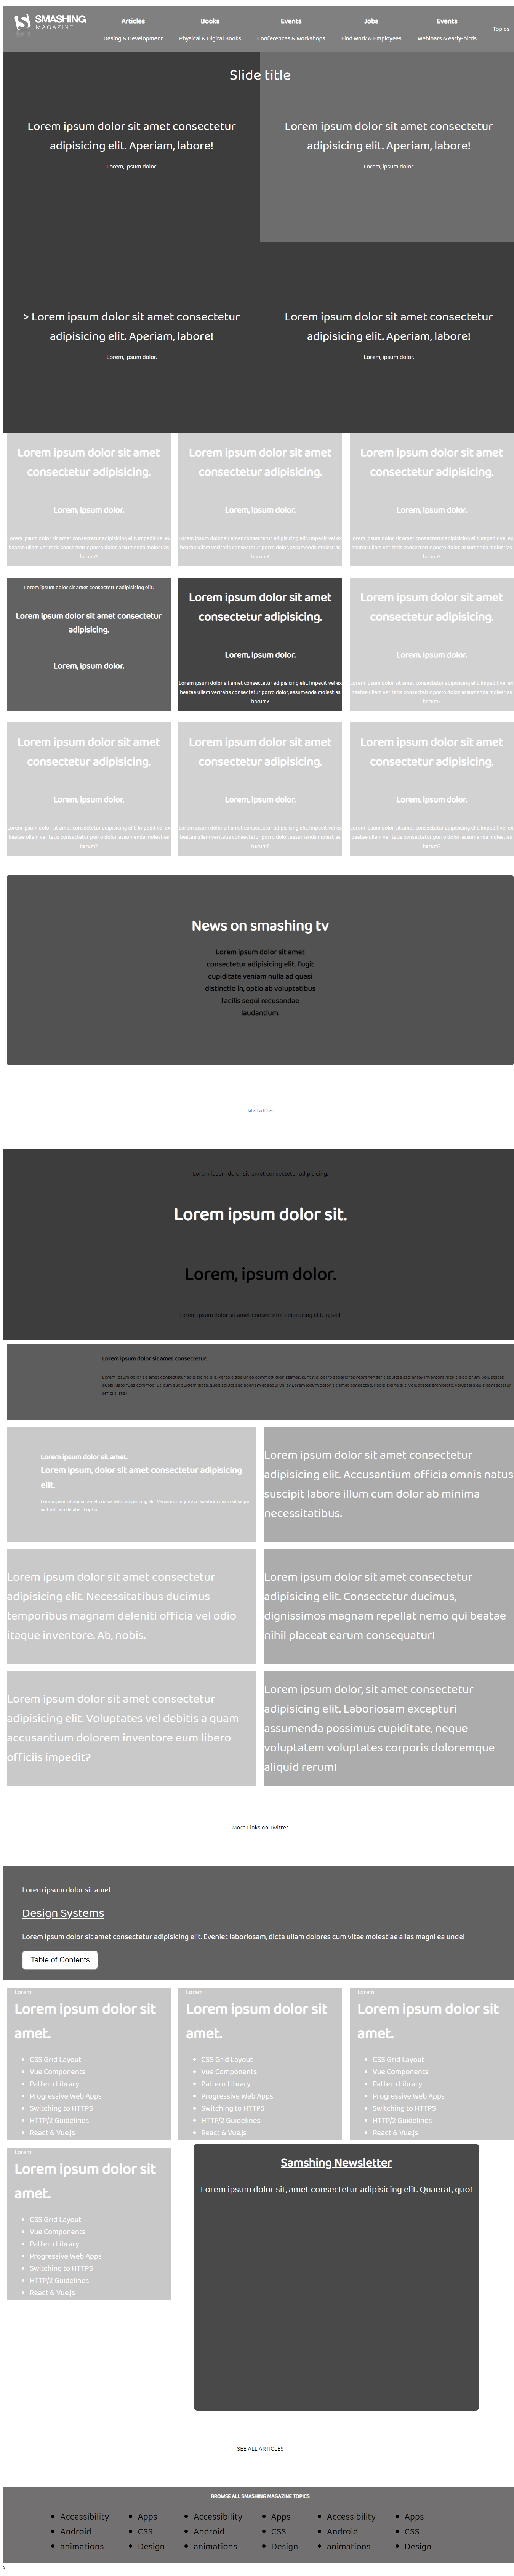 SMASHING
MAGAZINE
Articles
Desing & Development
Books
Physical & Digital Books
Events
Conferences & workshops
Jobs
Find work & Employees
Events
Webinars & early-birds
Topics
Slide title
Lorem ipsum dolor sit amet consectetur
adipisicing elit. Aperiam, labore!
Lorem, ipsum dolor.
Lorem ipsum dolor sit amet consectetur
adipisicing elit. Aperiam, labore!
Lorem, ipsum dolor.
> Lorem ipsum dolor sit amet consectetur
adipisicing elit. Aperiam, labore!
Lorem, ipsum dolor.
Lorem ipsum dolor sit amet consectetur
adipisicing elit. Aperiam, labore!
Lorem, ipsum dolor.
Lorem ipsum dolor sit amet
consectetur adipisicing.
Lorem, ipsum dolor.
Lorem ipsum dolor sit amet consectetur adipisicing elit. Impedit vel ex
beatae ullam veritatis consectetur porro dolor, assumenda molestias
harum?
Lorem ipsum dolor sit amet
consectetur adipisicing.
Lorem, ipsum dolor.
Lorem ipsum dolor sit amet consectetur adipisicing elit. Impedit vel ex
beatae ullam veritatis consectetur porro dolor, assumenda molestias
harum?
Lorem ipsum dolor sit amet
consectetur adipisicing.
Lorem, ipsum dolor.
Lorem ipsum dolor sit amet consectetur adipisicing elit. Impedit vel ex
beatae ullam veritatis consectetur porro dolor, assumenda molestias
harum?
Lorem ipsum dolor sit amet consectetur adipisicing elit.
Lorem ipsum dolor sit amet consectetur
adipisicing.
Lorem, ipsum dolor.
Lorem ipsum dolor sit amet
consectetur adipisicing.
Lorem, ipsum dolor.
Lorem ipsum dolor sit amet consectetur adipisicing elit. Impedit vel ex
beatae ullam veritatis consectetur porro dolor, assumenda molestias
harum?
Lorem ipsum dolor sit amet
consectetur adipisicing.
Lorem, ipsum dolor.
Lorem ipsum dolor sit amet consectetur adipisicing elit. Impedit vel ex
beatae ullam veritatis consectetur porro dolor, assumenda molestias
harum?
Lorem ipsum dolor sit amet
consectetur adipisicing.
Lorem, ipsum dolor.
Lorem ipsum dolor sit amet consectetur adipisicing elit. Impedit vel ex
beatae ullam veritatis consectetur porro dolor, assumenda molestias
harum?
Lorem ipsum dolor sit amet
consectetur adipisicing.
Lorem, ipsum dolor.
Lorem ipsum dolor sit amet consectetur adipisicing elit. Impedit vel ex
beatae ullam veritatis consectetur porro dolor, assumenda molestias
harum?
Lorem ipsum dolor sit amet
consectetur adipisicing.
Lorem, ipsum dolor.
Lorem ipsum dolor sit amet consectetur adipisicing elit. Impedit vel ex
beatae ullam veritatis consectetur porro dolor, assumenda molestias
harum?
News on smashing tv
Lorem ipsum dolor sit amet
consectetur adipisicing elit. Fugit
cupiditate veniam nulla ad quasi
distinctio in, optio ab voluptatibus
facilis sequi recusandae
laudantium.
latest articles
Lorem ipsum dolor sit amet consectetur adipisicing.
Lorem ipsum dolor sit.
Lorem, ipsum dolor.
Lorem ipsum dolor sit amet consectetur adipisicing elit.
Lorem ipsum dolor sit amet consectetur.
Lorem ipsum dolor sit amet.
Lorem ipsum, dolor sit amet consectetur adipisicing
elit.
Lorem ipsum dolor sit amet consectetur
adipisicing elit. Accusantium officia omnis natus
suscipit labore illum cum dolor ab minima
necessitatibus.
Lorem ipsum dolor sit amet consectetur
adipisicing elit. Necessitatibus ducimus
temporibus magnam deleniti officia vel odio
itaque inventore. Ab, nobis.
Lorem ipsum dolor sit amet consectetur
adipisicing elit. Consectetur ducimus,
dignissimos magnam repellat nemo qui beatae
nihil placeat earum consequatur!
Lorem ipsum dolor sit amet consectetur
adipisicing elit. Voluptates vel debitis a quam
accusantium dolorem inventore eum libero
officiis impedit?
Lorem ipsum dolor, sit amet consectetur
adipisicing elit. Laboriosam excepturi
assumenda possimus cupiditate, neque
voluptatem voluptates corporis doloremque
aliquid rerum!
More Links on Twitter
Lorem ipsum dolor sit amet.
Design Systems
Lorem ipsum dolor sit amet consectetur adipisicing elit. Eveniet laboriosam, dicta ullam dolores cum vitae molestiae alias magni ea unde!
Table of Contents
Lorem
Lorem ipsum dolor sit
amet.
CSS Grid Layout
Vue Components
Pattern Library
Progressive Web Apps
Switching to HTTPS
HTTP/2 Guidelines
React & Vue.js
Lorem
Lorem ipsum dolor sit
amet.
CSS Grid Layout
Vue Components
Pattern Library
Progressive Web Apps
Switching to HTTPS
HTTP/2 Guidelines
React & Vue.js
Lorem
Lorem ipsum dolor sit
amet.
CSS Grid Layout
Vue Components
Pattern Library
Progressive Web Apps
Switching to HTTPS
HTTP/2 Guidelines
React & Vue.js
Lorem
Lorem ipsum dolor sit
amet.
CSS Grid Layout
Vue Components
Pattern Library
Progressive Web Apps
Switching to HTTPS
HTTP/2 Guidelines
React & Vue.js
Samshing Newsletter
Lorem ipsum dolor sit, amet consectetur adipisicing elit. Quaerat, quo!
SEE ALL ARTICLES
BROWSE ALL SMASHING MAGAZINE TOPICS
Accessibility
Android
animations
Apps
CSS
Design
Accessibility
Android
animations
Apps
CSS
Design
Accessibility
Android
animations
Apps
CSS
Design
>